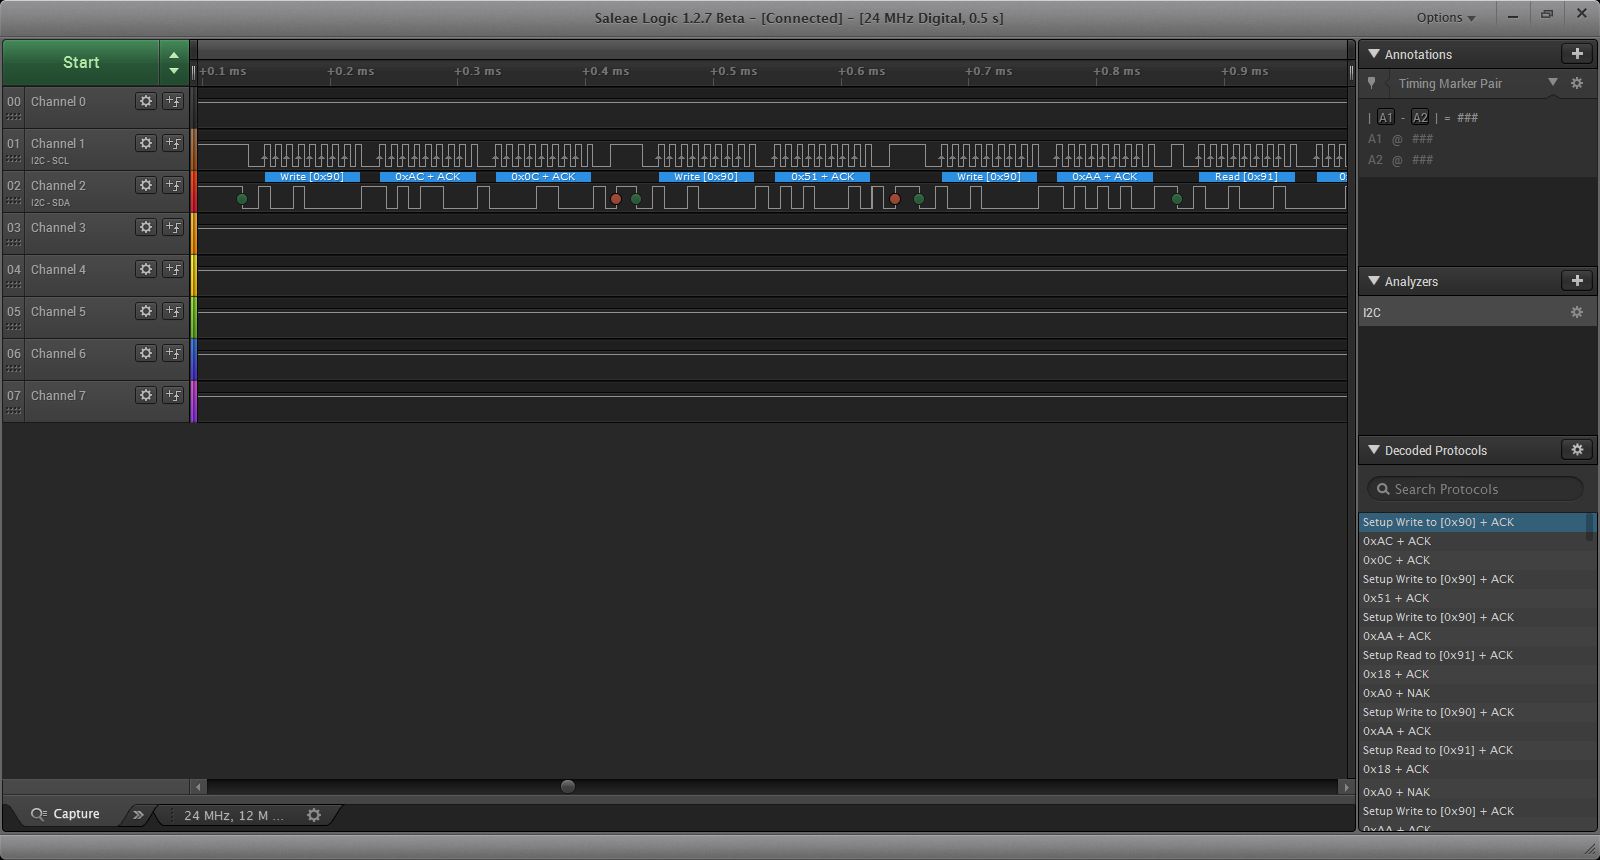 Saleae Logic 1.2.7 Beta - [Connected] - [24 MHz Digital, 0.5 s]
Options
Start
+0.1 ms +0.2 ms +0.3 ms +0.4 ms +0.5 ms +0.6 ms +0.7 ms +0.8 ms +0.9 ms
00 Channel 0
01 Channel 1
I2C - SCL
Write [0x90] 0xAC + ACK 0x0C + ACK Write [0x90] 0x51 + ACK Write [0x90] 0xAA + ACK Read [0x91] 0
02 Channel 2
I2C - SDA
03 Channel 3
04 Channel 4
05 Channel 5
06 Channel 6
07 Channel 7
Capture
24 MHz, 12 M ...
Annotations
Timing Marker Pair
| A1 - A2 | = ###
A1 @ ###
A2 @ ###
Analyzers
I2C
Decoded Protocols
Search Protocols
Setup Write to [0x90] + ACK
0xAC + ACK
0x0C + ACK
Setup Write to [0x90] + ACK
0x51 + ACK
Setup Write to [0x90] + ACK
0xAA + ACK
Setup Read to [0x91] + ACK
0x18 + ACK
0xA0 + NAK
Setup Write to [0x90] + ACK
0xAA + ACK
Setup Read to [0x91] + ACK
0x18 + ACK
0xA0 + NAK
Setup Write to [0x90] + ACK
0xAA + ACK